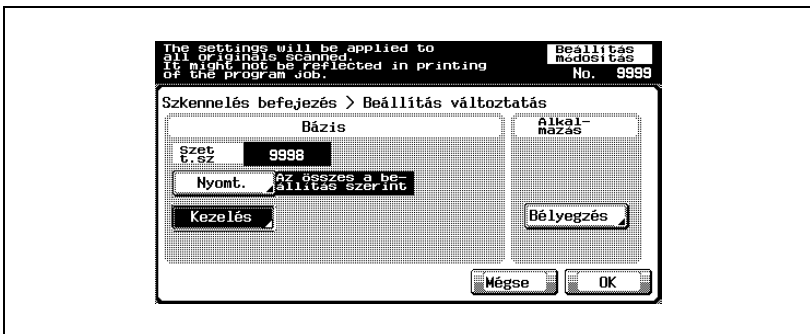 The settings will be applied to
all originals scanned.
It might not be reflected in printing
of the program job.
Beállítás
módosítás
No. 9999
Szkennelés befejezés > Beállítás változtatás
Bázis
Alkal-
mazás
Szet
t.sz
9998
Nyomt.
Az összes a be-
állítás szerint
Kezelés
Bélyegzés
Mégse
OK